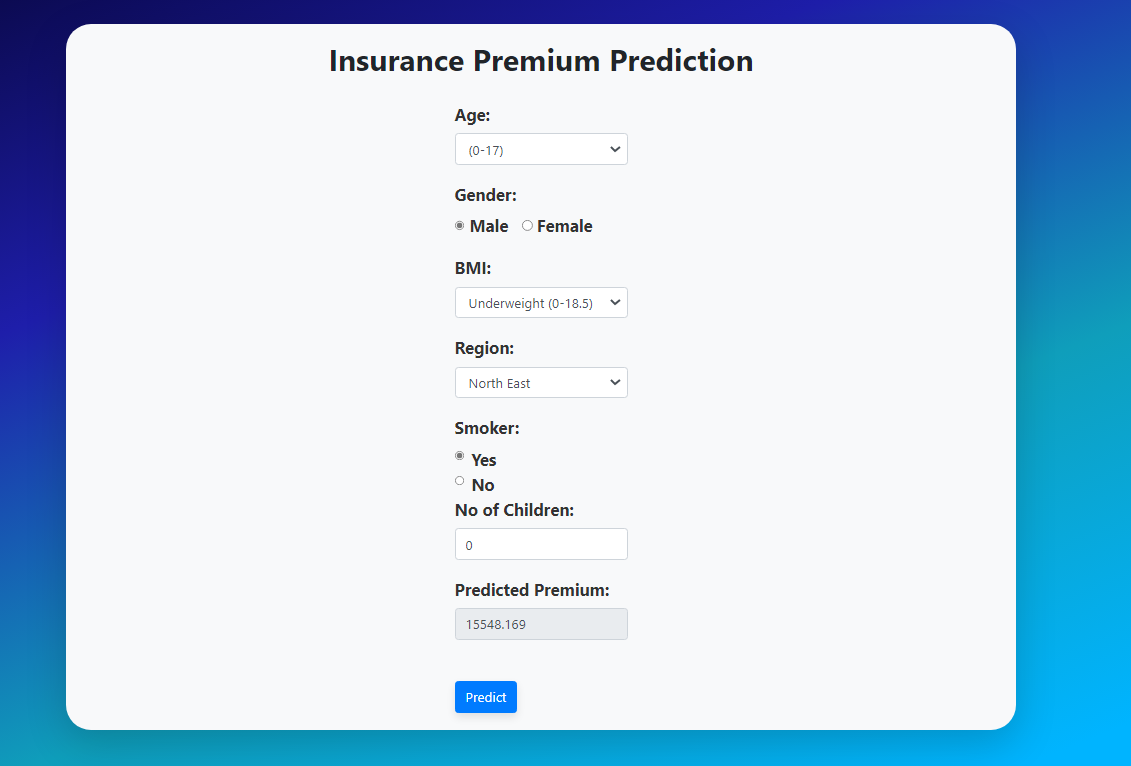 Insurance Premium Prediction
Age:
(0-17)
Gender:
Male Female
BMI:
Underweight (0-18.5)
Region:
North East
Smoker:
Yes
No
No of Children:
0
Predicted Premium:
15548.169
Predict